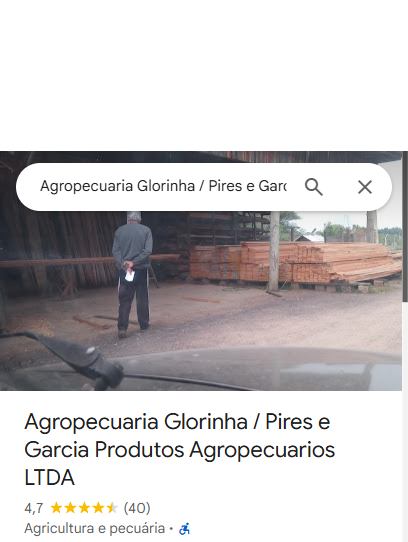 Agropecuaria Glorinha / Pires e Garc
Agropecuaria Glorinha / Pires e
Garcia Produtos Agropecuarios
LTDA
4,7 (40)
Agricultura e pecuária ·